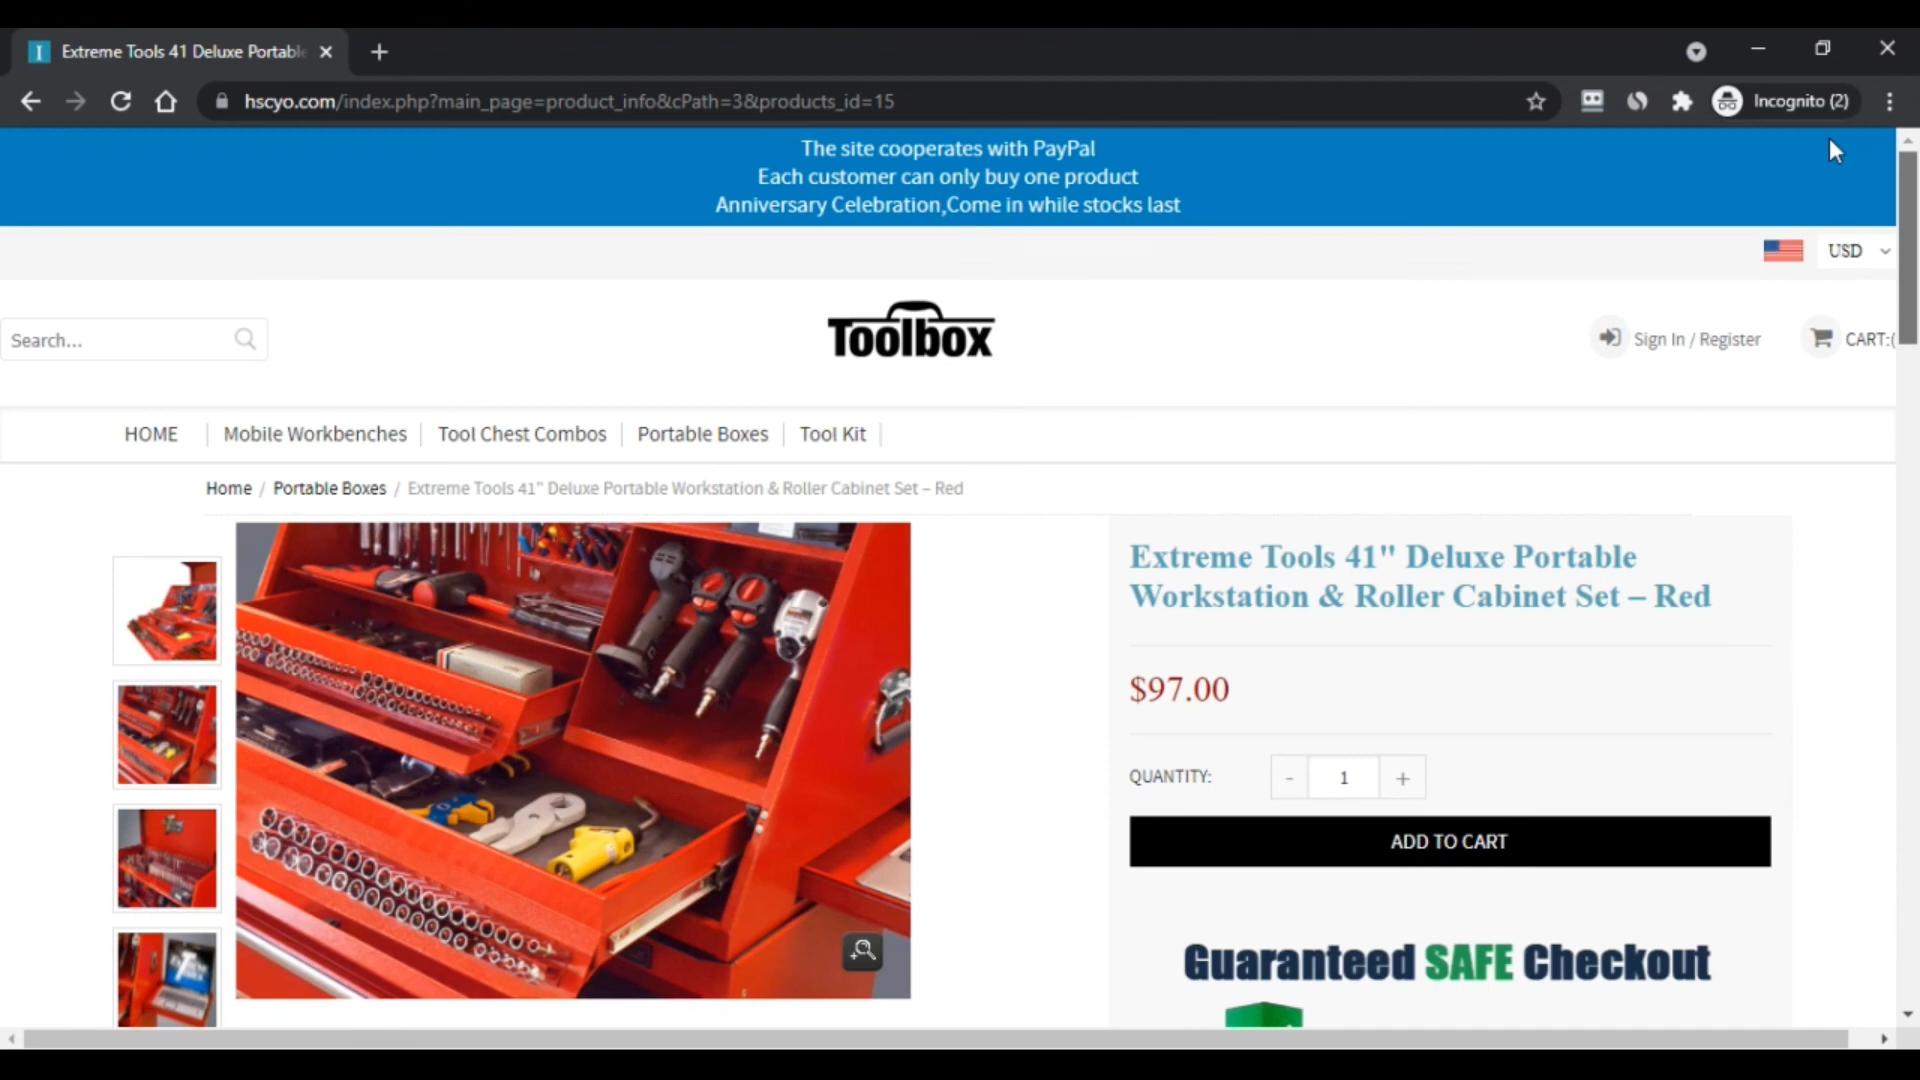 Extreme Tools 41 Deluxe Portable
hscyo.com/index.php?main_page=product_info&cPath=3&products_id=15
Incognito (2)
The site cooperates with PayPal
Each customer can only buy one product
Anniversary Celebration,Come in while stocks last
USD
Search...
Toolbox
Sign In / Register
CART:(
HOME
Mobile Workbenches
Tool Chest Combos
Portable Boxes
Tool Kit
Home / Portable Boxes / Extreme Tools 41" Deluxe Portable Workstation & Roller Cabinet Set – Red
Extreme Tools 41" Deluxe Portable
Workstation & Roller Cabinet Set – Red
$97.00
QUANTITY:
- 1 +
ADD TO CART
Guaranteed SAFE Checkout